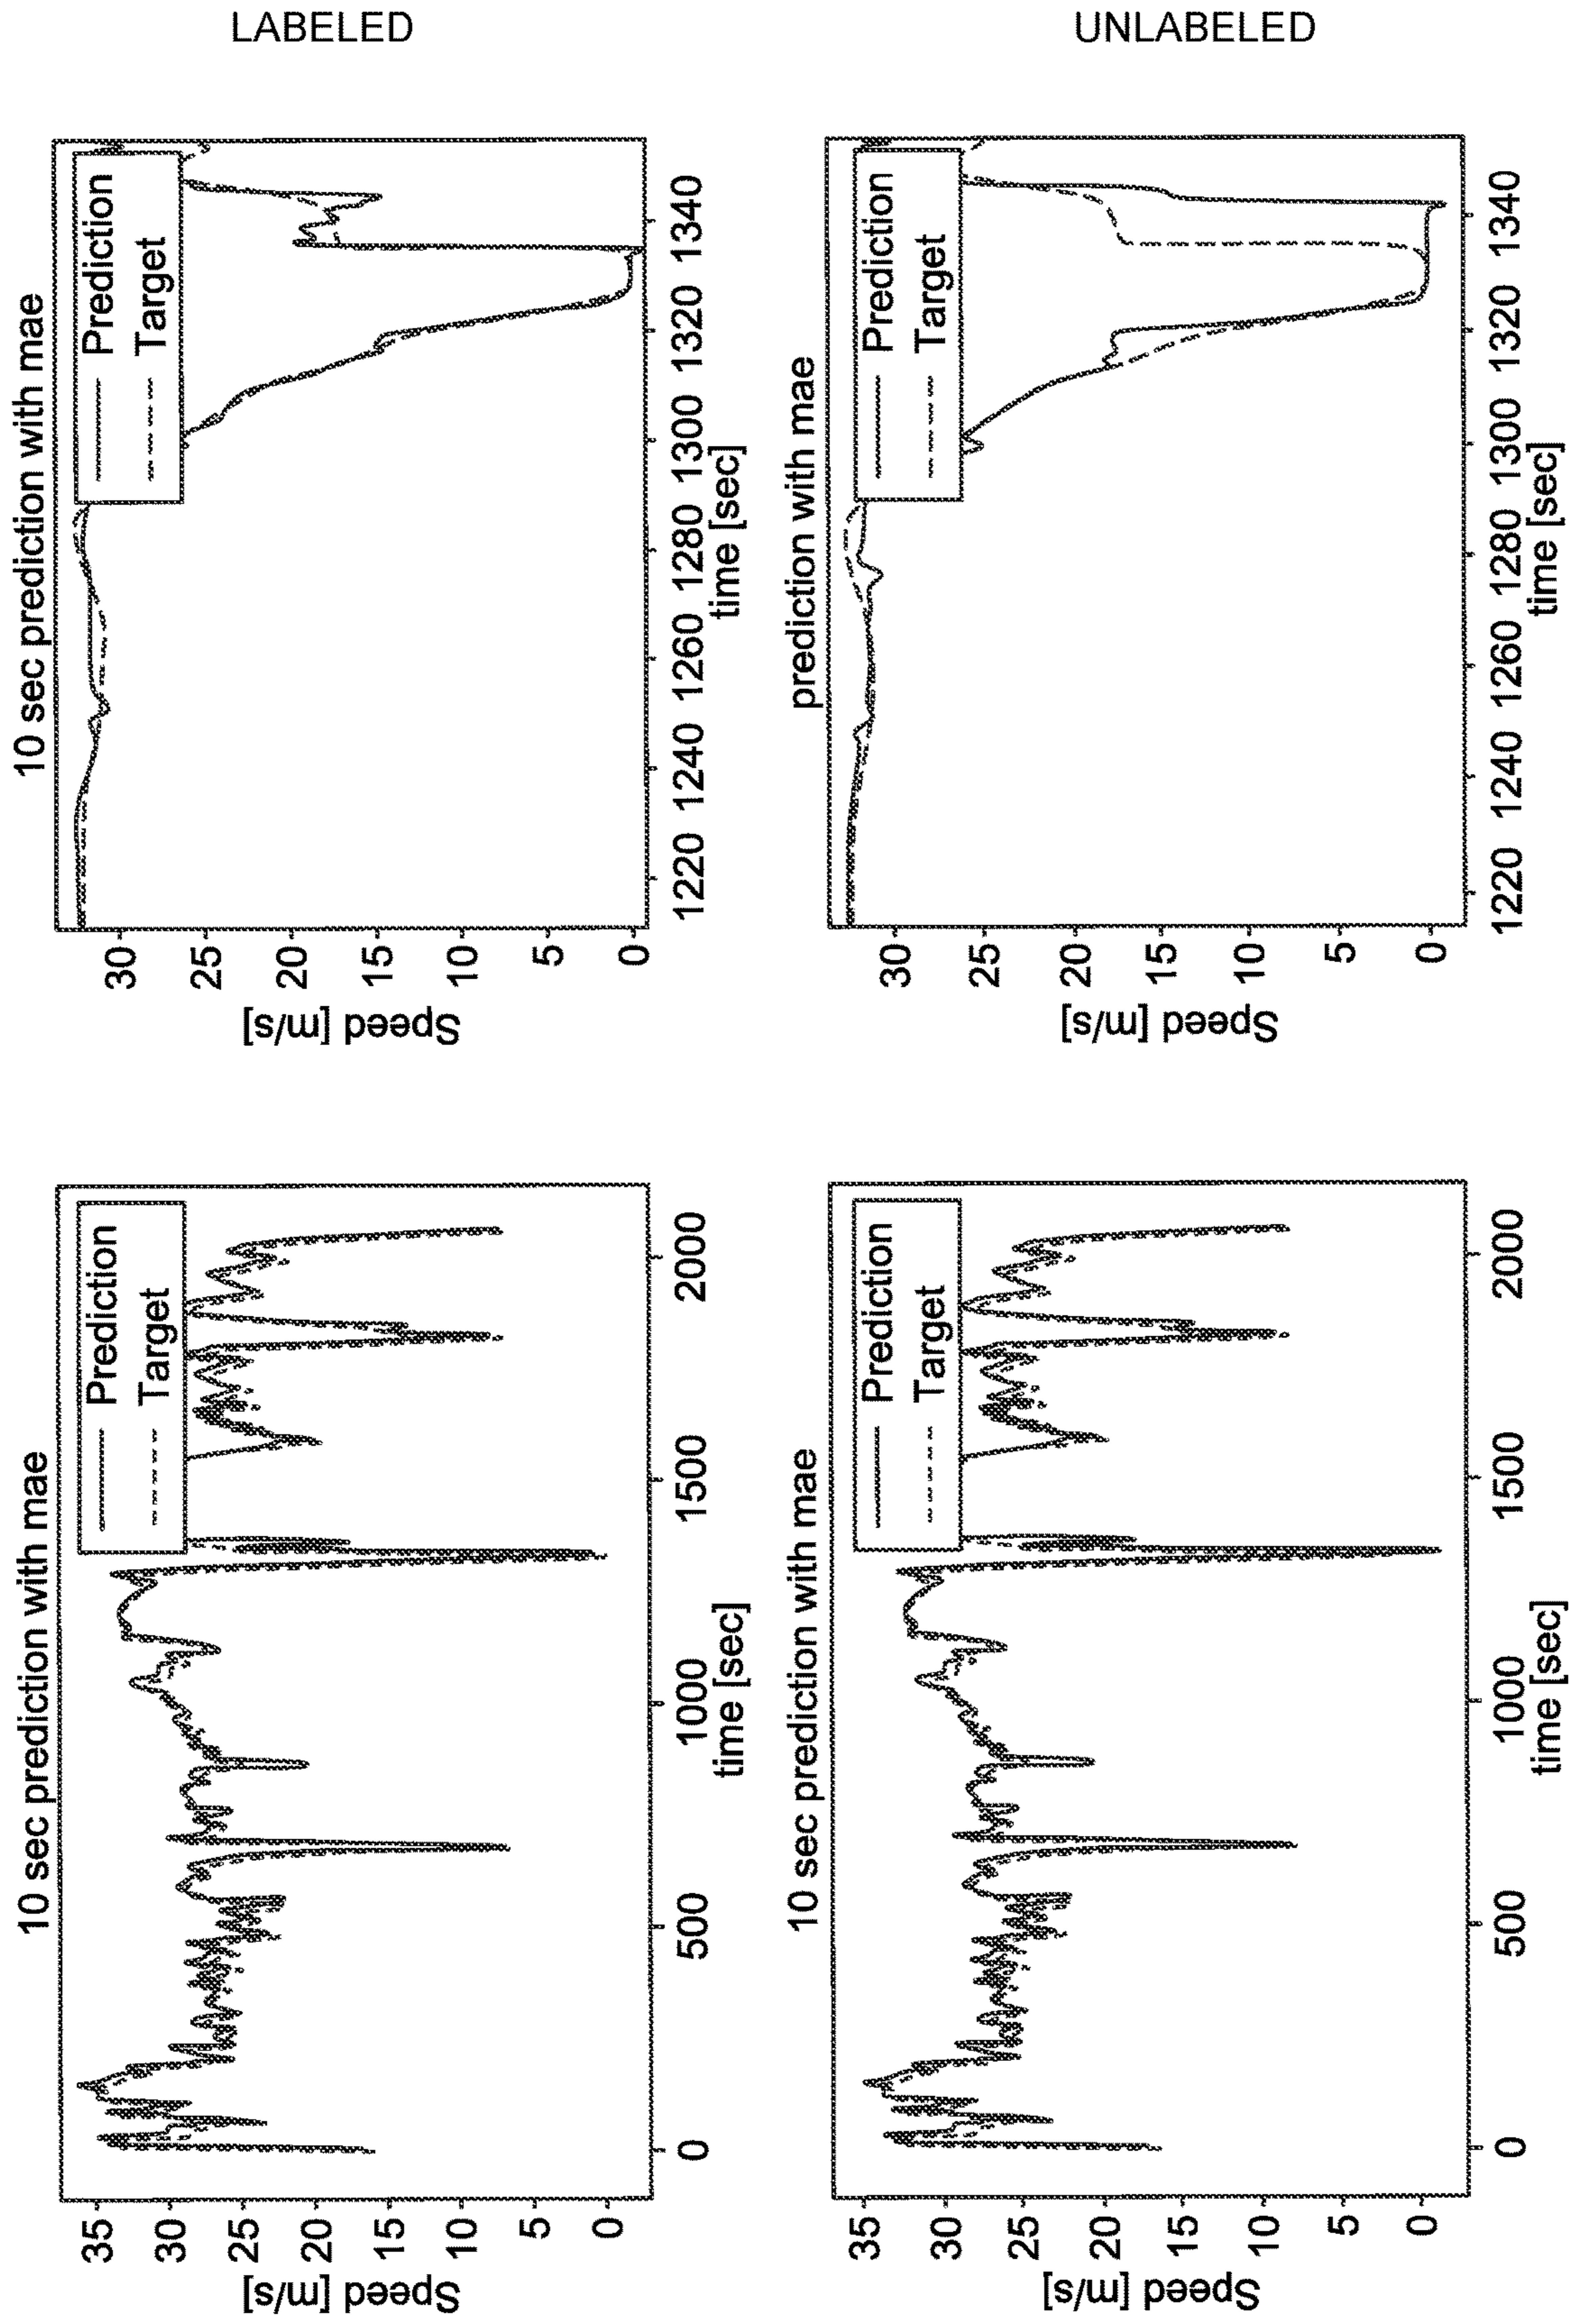 10 sec prediction with mae
Speed [m/s]
35
30
25
20
15
10
5
0
Prediction
Target
0 500 1000 1500 2000
time [sec]
10 sec prediction with mae
Speed [m/s]
30
25
20
15
10
5
0
Prediction
Target
1220 1240 1260 1280 1300 1320 1340
time [sec]
LABELED
10 sec prediction with mae
Speed [m/s]
35
30
25
20
15
10
5
0
Prediction
Target
0 500 1000 1500 2000
time [sec]
prediction with mae
Speed [m/s]
30
25
20
15
10
5
0
Prediction
Target
1220 1240 1260 1280 1300 1320 1340
time [sec]
UNLABELED